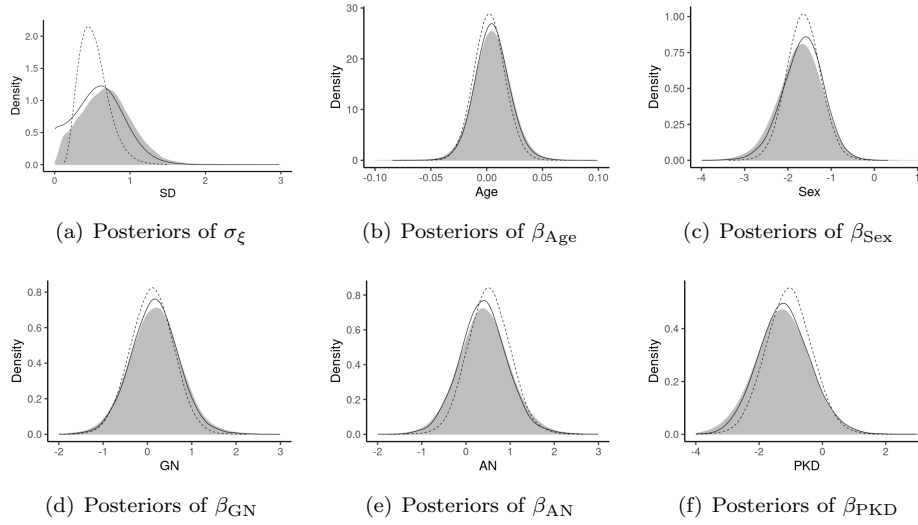 2.0
1.5
1.0
0.5
0.0
Density
0 1 2 3
SD
(a) Posteriors of σξ
30
20
10
0
Density
-0.10 -0.05 0.00 0.05 0.10
Age
(b) Posteriors of βAge
1.00
0.75
0.50
0.25
0.00
Density
-4 -3 -2 -1 0 1
Sex
(c) Posteriors of βSex
0.8
0.6
0.4
0.2
0.0
Density
-2 -1 0 1 2 3
GN
(d) Posteriors of βGN
0.8
0.6
0.4
0.2
0.0
Density
-2 -1 0 1 2 3
AN
(e) Posteriors of βAN
0.4
0.2
0.0
Density
-4 -2 0 2
PKD
(f) Posteriors of βPKD